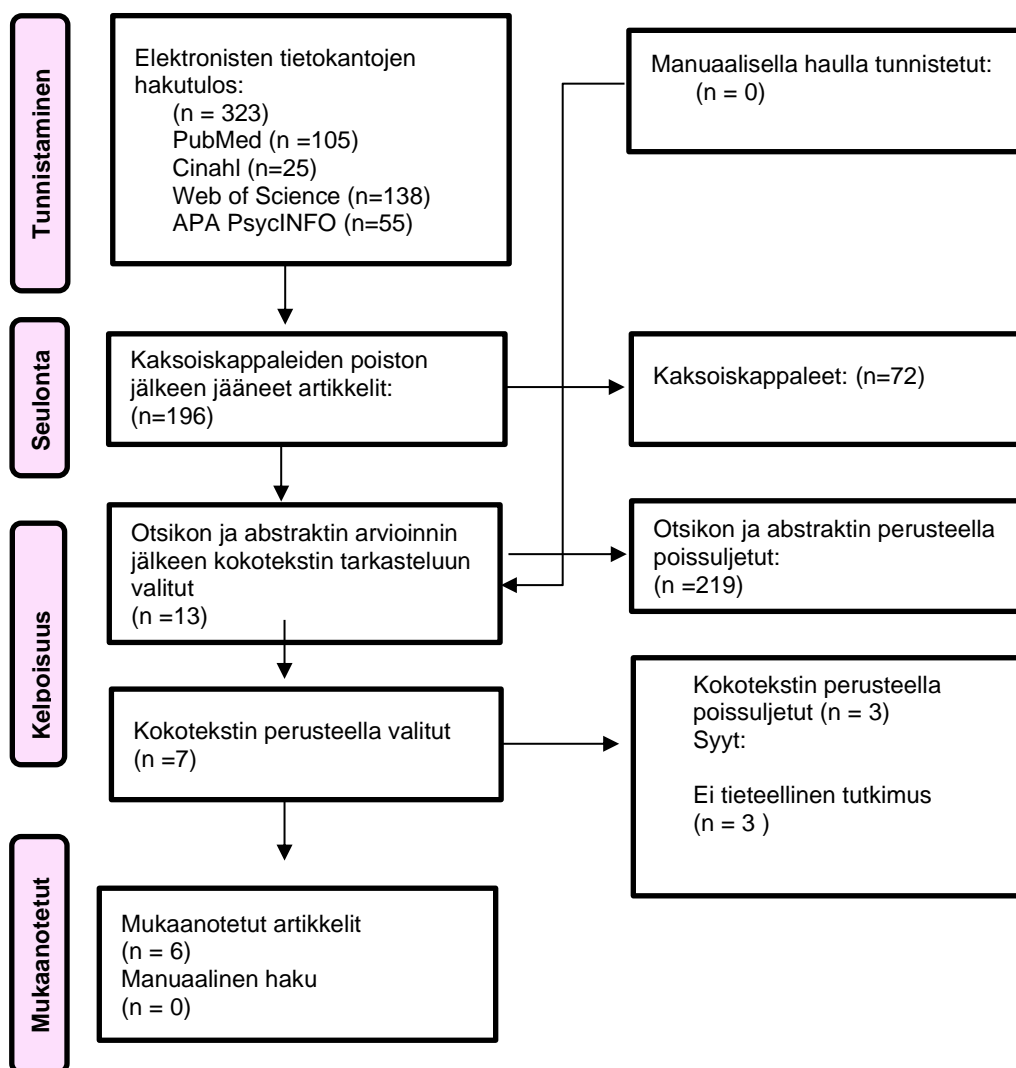 Tunnistaminen
Elektronisten tietokantojen
hakutulos:
(n = 323)
PubMed (n =105)
Cinahl (n=25)
Web of Science (n=138)
APA PsycINFO (n=55)
Manuaalisella haulla tunnistetut:
(n = 0)
Seulonta
Kaksoiskappaleiden poiston
jälkeen jääneet artikkelit:
(n=196)
Kaksoiskappaleet: (n=72)
Kelpoisuus
Otsikon ja abstraktin arvioinnin
jälkeen kokotekstin tarkasteluun
valitut
(n =13)
Otsikon ja abstraktin perusteella
poissuljetut:
(n =219)
Kokotekstin perusteella valitut
(n =7)
Kokotekstin perusteella
poissuljetut (n = 3)
Syyt:
Ei tieteellinen tutkimus
(n = 3 )
Mukaanotetut
Mukaanotetut artikkelit
(n = 6)
Manuaalinen haku
(n = 0)